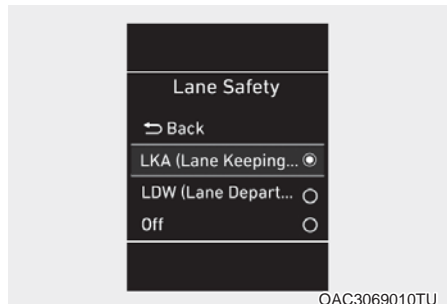 Lane Safety
Back
LKA (Lane Keeping...
LDW (Lane Depart...
Off
OAC3069010TU